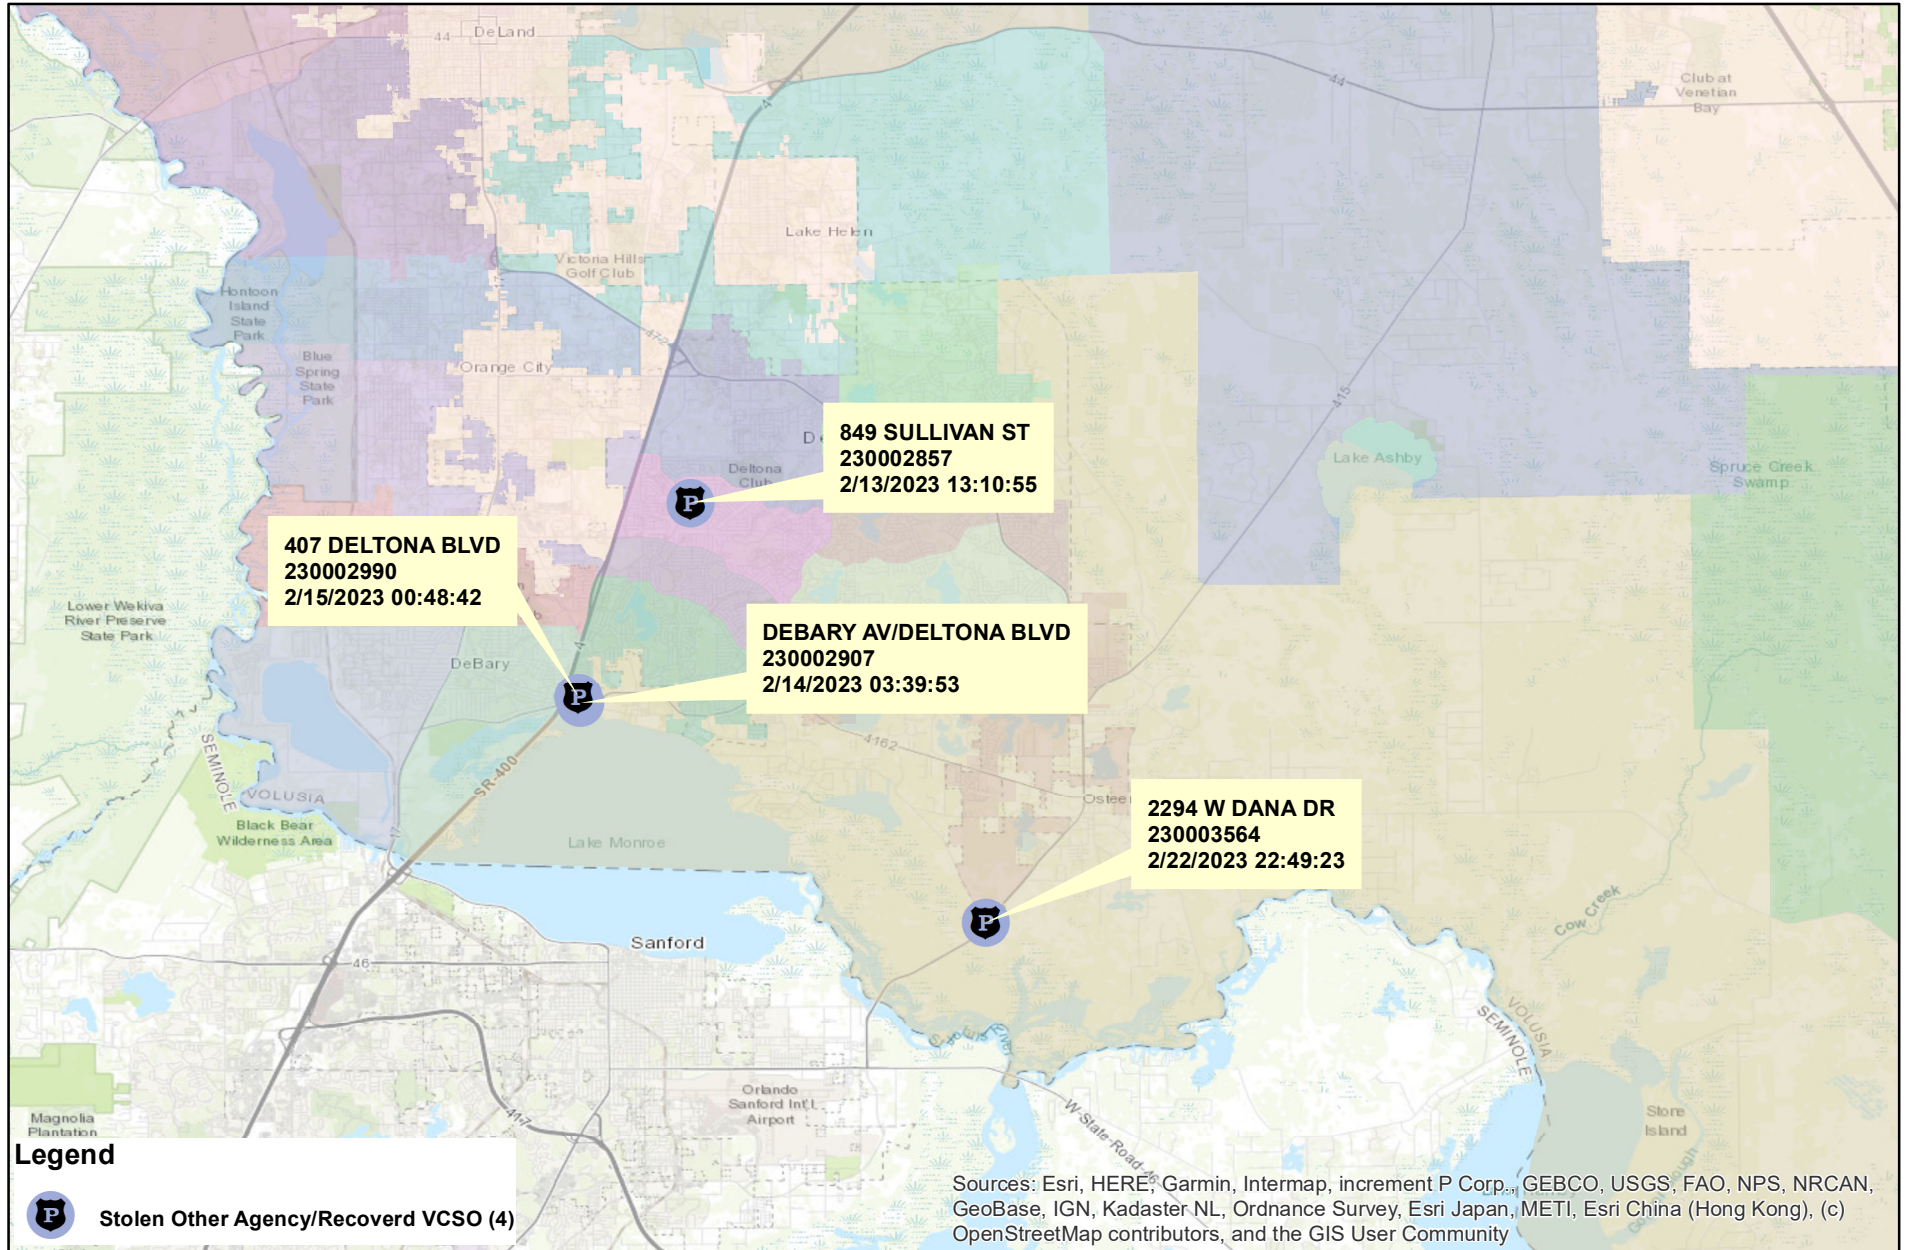 44
DeLand
4
44
Club at
Venetian
Bay
Lake Helen
Victoria Hills
Golf Club
Hontoon
Island
State
Park
472
Blue
Spring
State
Park
Orange City
415
849 SULLIVAN ST
230002857
2/13/2023 13:10:55
Deltona
Club
Lake Ashby
Spruce Creek
Swamp
407 DELTONA BLVD
230002990
2/15/2023 00:48:42
Lower Wekiva
River Preserve
State Park
DEBARY AV/DELTONA BLVD
230002907
2/14/2023 03:39:53
4
DeBary
4162
SR-400
SEMINOLE
VOLUSIA
Black Bear
Wilderness Area
Lake Monroe
2294 W DANA DR
230003564
2/22/2023 22:49:23
Cow Creek
Sanford
46
VOLUSIA
SEMINOLE
Orlando
Sanford Int'L
Airport
417
W State Road 46
Stone
Island
Magnolia
Plantation
Legend
P Stolen Other Agency/Recoverd VCSO (4)
Sources: Esri, HERE, Garmin, Intermap, increment P Corp., GEBCO, USGS, FAO, NPS, NRCAN,
GeoBase, IGN, Kadaster NL, Ordnance Survey, Esri Japan, METI, Esri China (Hong Kong), (c)
OpenStreetMap contributors, and the GIS User Community